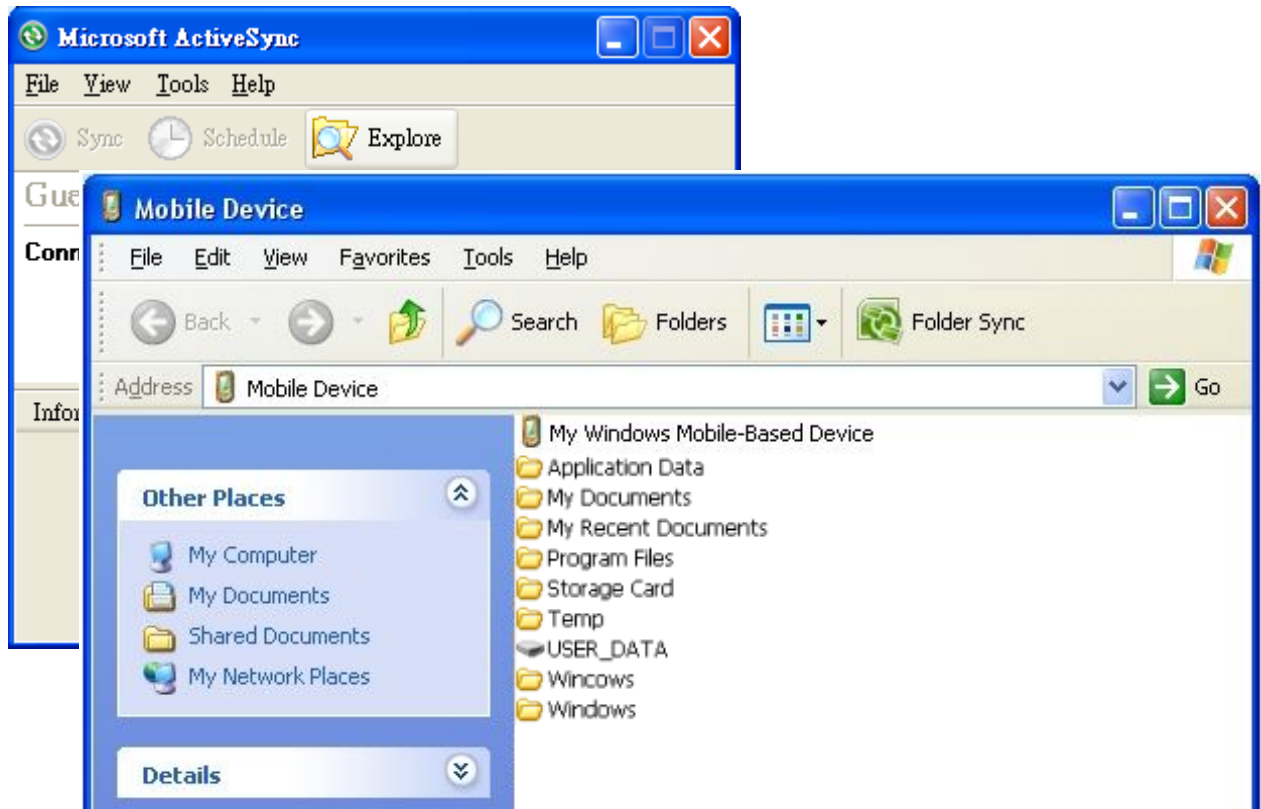 Microsoft ActiveSync
File View Tools Help
Sync Schedule Explore
Gue
Conn
Infor
Mobile Device
File Edit View Favorites Tools Help
Back Search Folders Folder Sync
Address Mobile Device Go
Other Places
My Computer
My Documents
Shared Documents
My Network Places
Details
My Windows Mobile-Based Device
Application Data
My Documents
My Recent Documents
Program Files
Storage Card
Temp
USER_DATA
Wincows
Windows